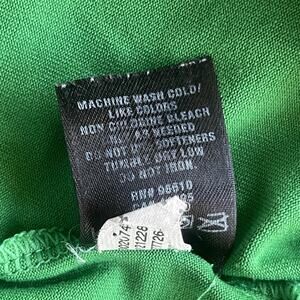 MACHINE WASH COLD/
LIKE COLORS
NON CHLORINE BLEACH
AS NEEDED
DO NOT USE SOFTENERS
TUMBLE DRY LOW
DO NOT IRON.
RN# 96610